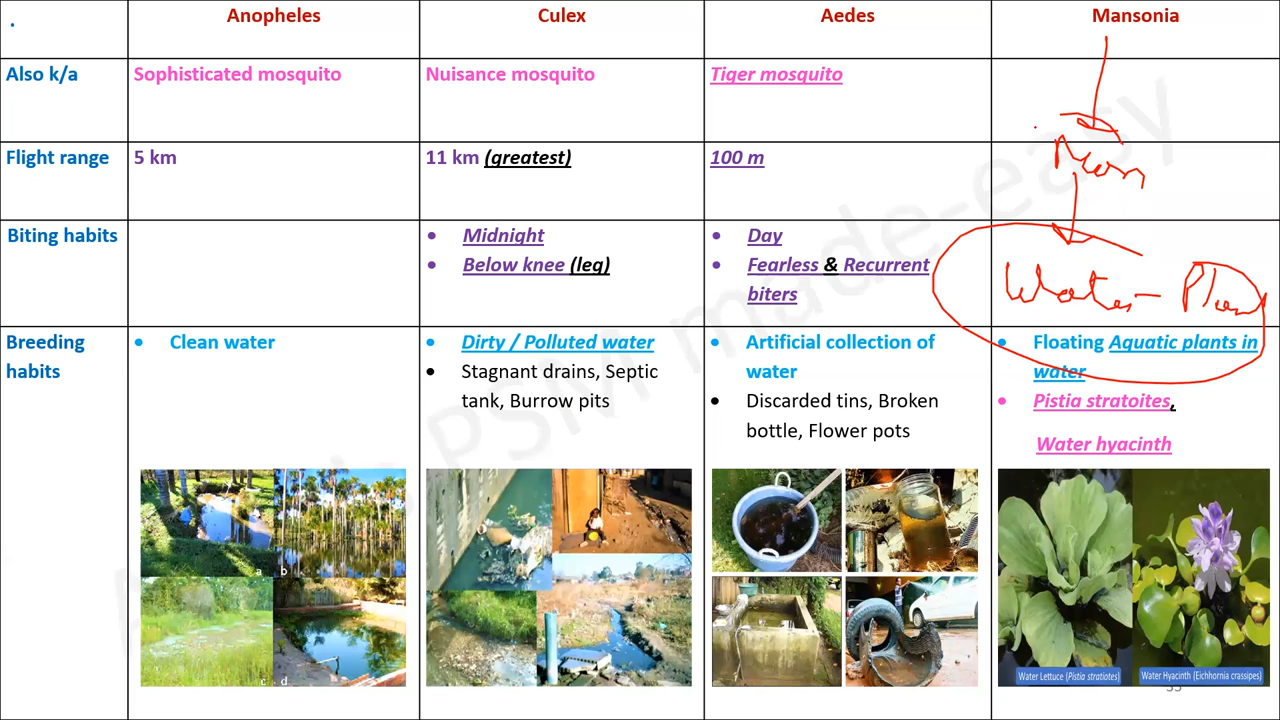 Anopheles Culex Aedes Mansonia
Also k/a Sophisticated mosquito Nuisance mosquito Tiger mosquito
Flight range 5 km 11 km (greatest) 100 m
Biting habits
• Midnight
• Below knee (leg)
• Day
• Fearless & Recurrent
biters
Water
Breeding
habits
• Clean water
• Dirty / Polluted water
• Stagnant drains, Septic
tank, Burrow pits
• Artificial collection of
water
• Discarded tins, Broken
bottle, Flower pots
• Floating Aquatic plants in
water
• Pistia stratoites,
Water hyacinth
a b
c d
Water Lettuce (Pistia stratiotes)
Water Hyacinth (Eichhornia crassipes)
PSM made-easy